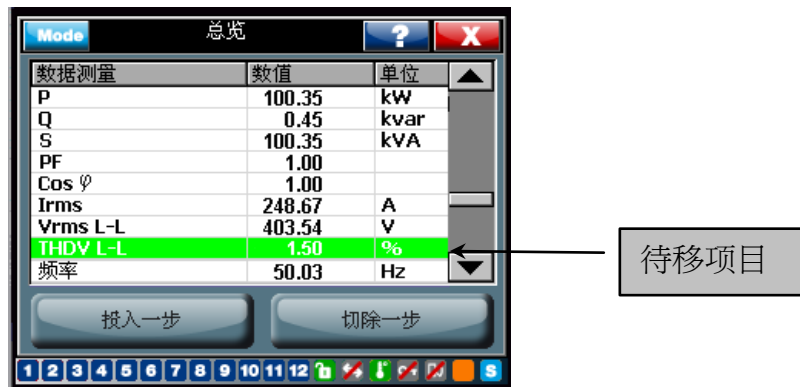 Mode 总览 ? X
数据测量 数值 单位
P 100.35 kW
Q 0.45 kvar
S 100.35 kVA
PF 1.00
Cos φ 1.00
Irms 248.67 A
Vrms L-L 403.54 V
THDV L-L 1.50 %
频率 50.03 Hz
待移项目
投入一步 切除一步
1 2 3 4 5 6 7 8 9 10 11 12 S